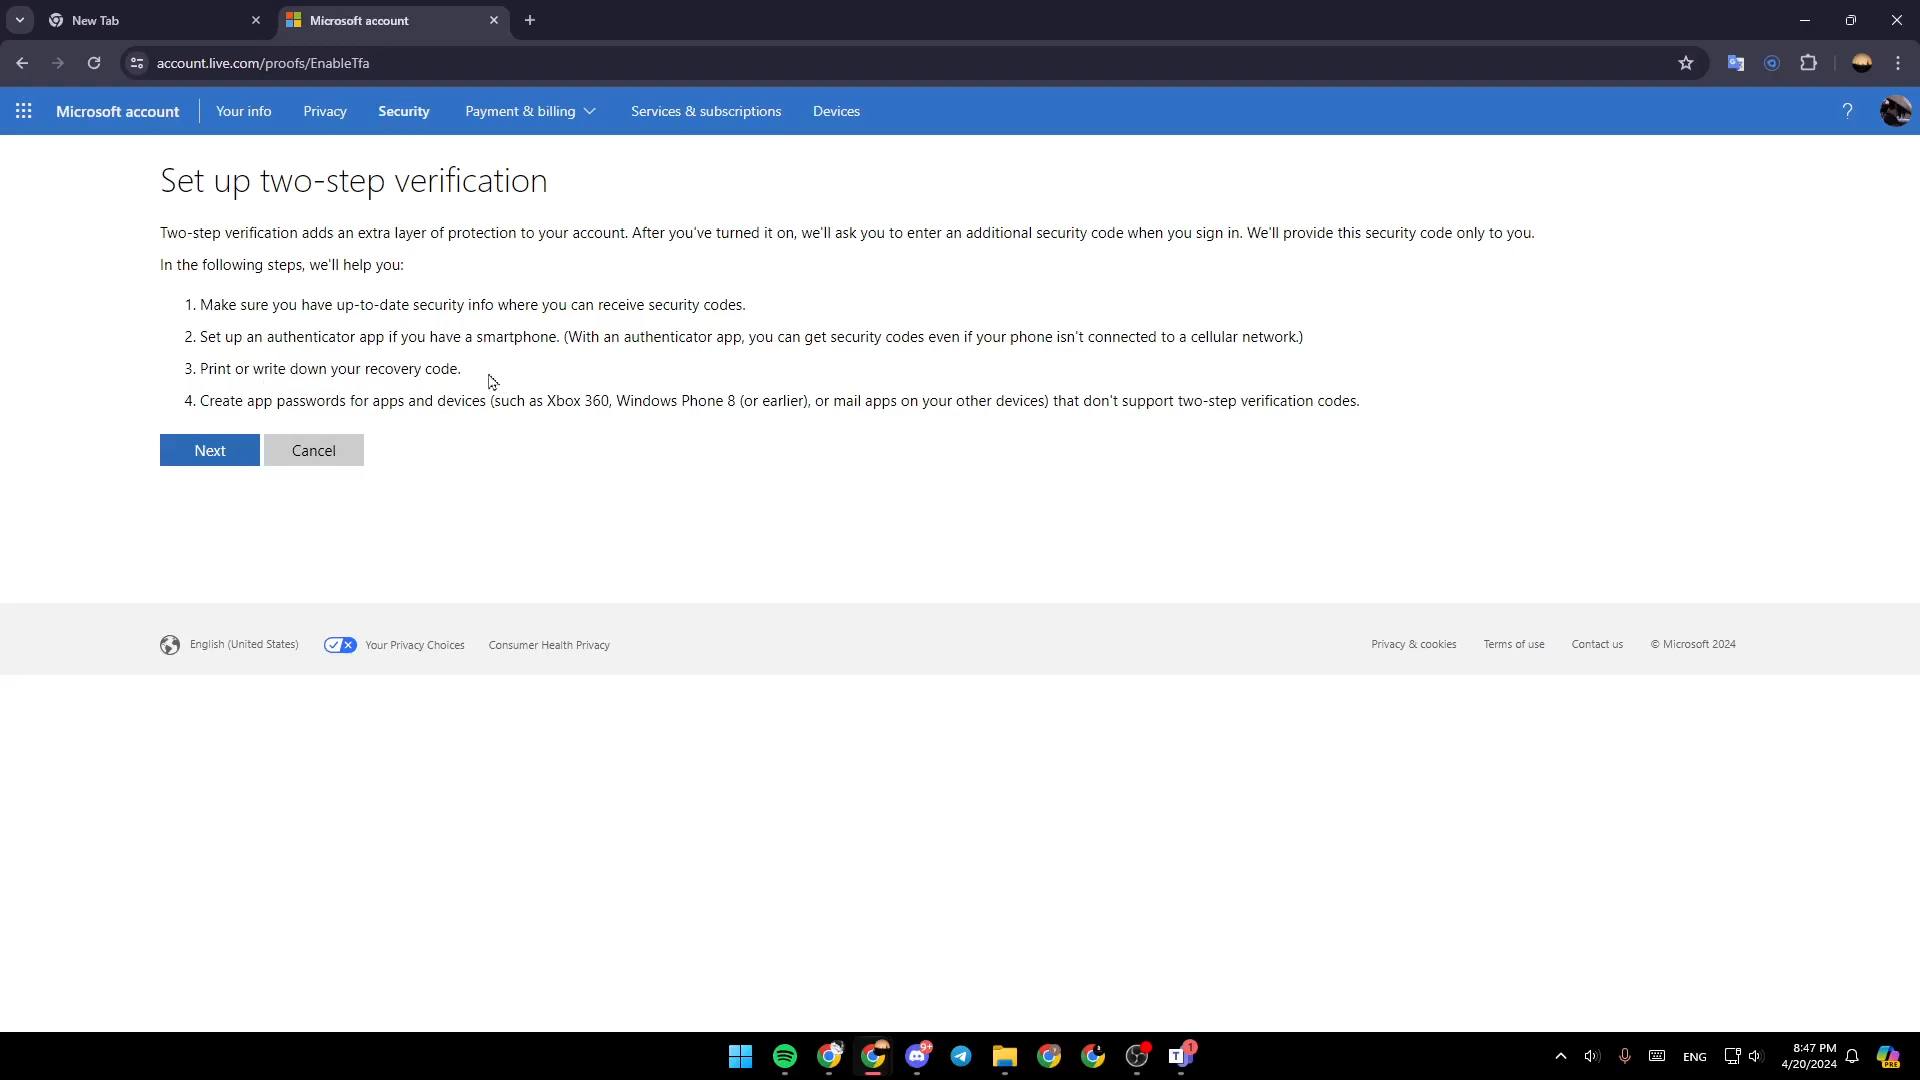 New Tab
Microsoft account
account.live.com/proofs/EnableTfa
Microsoft account Your info Privacy Security Payment & billing Services & subscriptions Devices ?
Set up two-step verification
Two-step verification adds an extra layer of protection to your account. After you've turned it on, we'll ask you to enter an additional security code when you sign in. We'll provide this security code only to you.
In the following steps, we'll help you:
1. Make sure you have up-to-date security info where you can receive security codes.
2. Set up an authenticator app if you have a smartphone. (With an authenticator app, you can get security codes even if your phone isn't connected to a cellular network.)
3. Print or write down your recovery code.
4. Create app passwords for apps and devices (such as Xbox 360, Windows Phone 8 (or earlier), or mail apps on your other devices) that don't support two-step verification codes.
Next Cancel
English (United States) Your Privacy Choices Consumer Health Privacy Privacy & cookies Terms of use Contact us © Microsoft 2024
9+
T 1
ENG
8:47 PM
4/20/2024
PRE